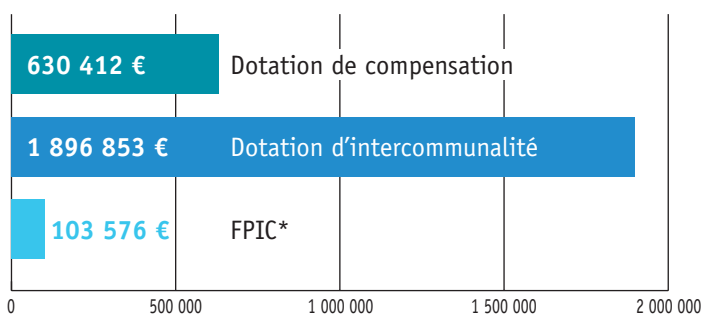 630 412 € Dotation de compensation
1 896 853 € Dotation d’intercommunalité
103 576 € FPIC*
0 500 000 1 000 000 1 500 000 2 000 000